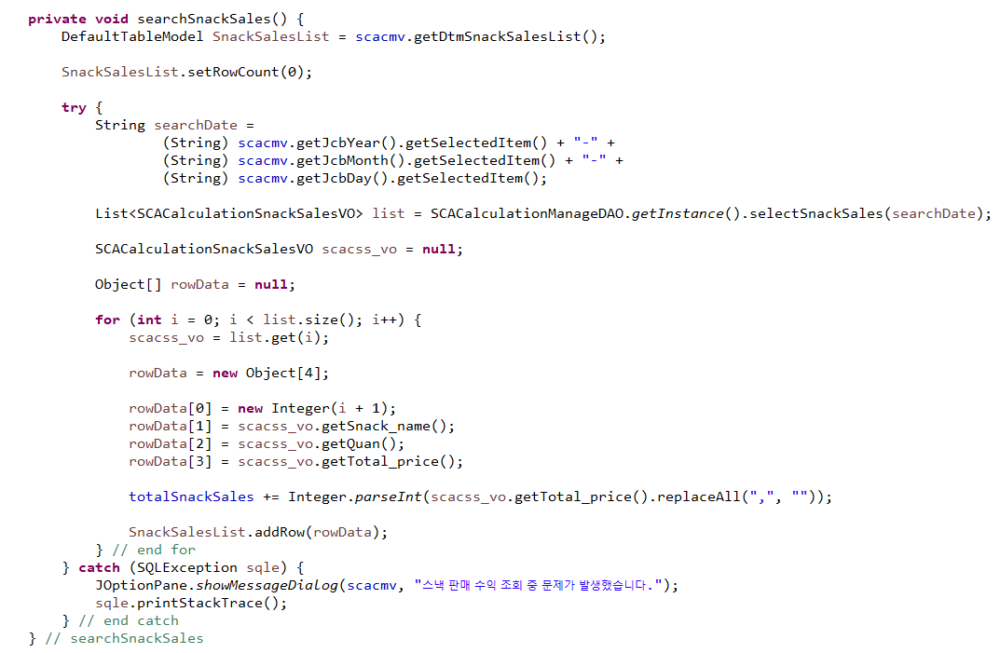 private void searchSnackSales() {
DefaultTableModel SnackSalesList = scacmv.getDtmSnackSalesList();
SnackSalesList.setRowCount(0);
try {
String searchDate =
(String) scacmv.getJcbYear().getSelectedItem() + "-" +
(String) scacmv.getJcbMonth().getSelectedItem() + "-" +
(String) scacmv.getJcbDay().getSelectedItem();
List<SCACalculationSnackSalesVO> list = SCACalculationManageDAO.getInstance().selectSnackSales(searchDate);
SCACalculationSnackSalesVO scacss_vo = null;
Object[] rowData = null;
for (int i = 0; i < list.size(); i++) {
scacss_vo = list.get(i);
rowData = new Object[4];
rowData[0] = new Integer(i + 1);
rowData[1] = scacss_vo.getSnack_name();
rowData[2] = scacss_vo.getQuan();
rowData[3] = scacss_vo.getTotal_price();
totalSnackSales += Integer.parseInt(scacss_vo.getTotal_price().replaceAll(",", ""));
SnackSalesList.addRow(rowData);
} // end for
} catch (SQLException sqle) {
JOptionPane.showMessageDialog(scacmv, "스낵 판매 수익 조회 중 문제가 발생했습니다.");
sqle.printStackTrace();
} // end catch
} // searchSnackSales